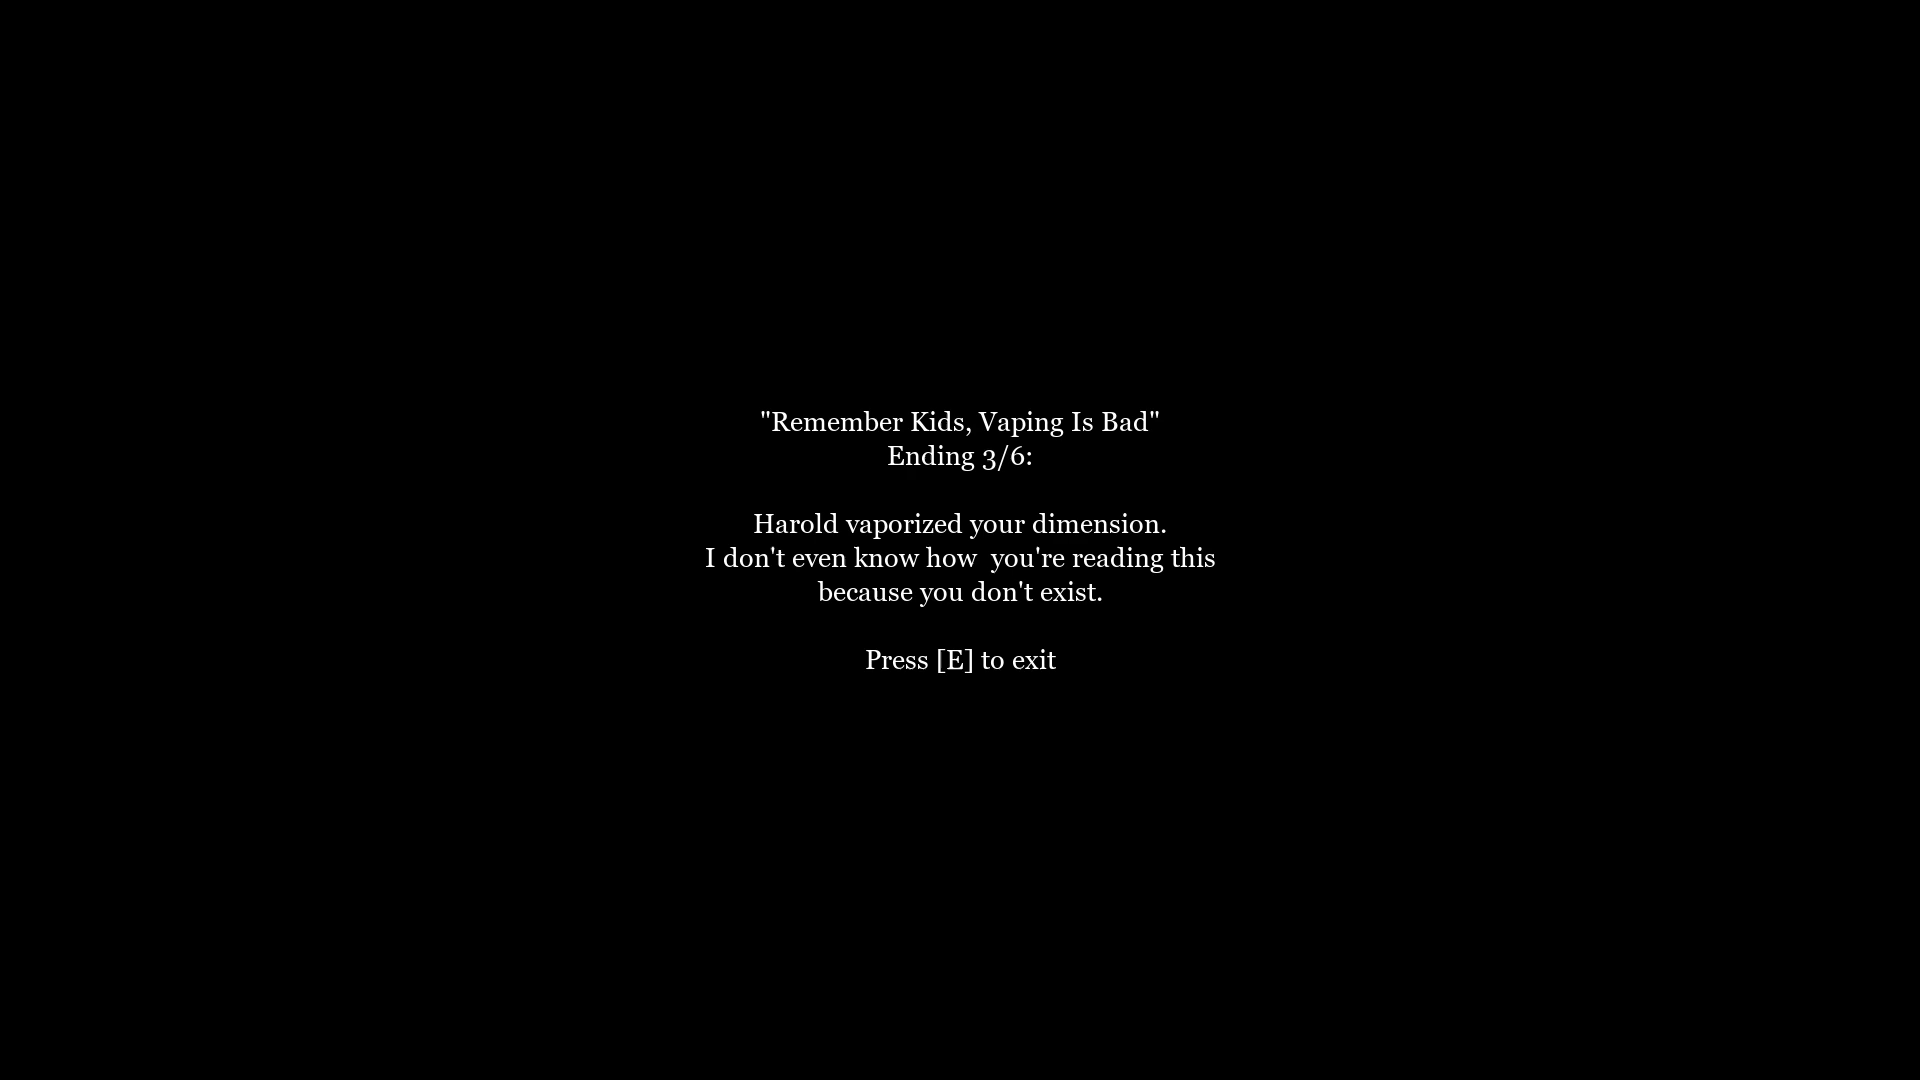 "Remember Kids, Vaping Is Bad"
Ending 3/6:
Harold vaporized your dimension.
I don't even know how  you're reading this
because you don't exist.
Press [E] to exit